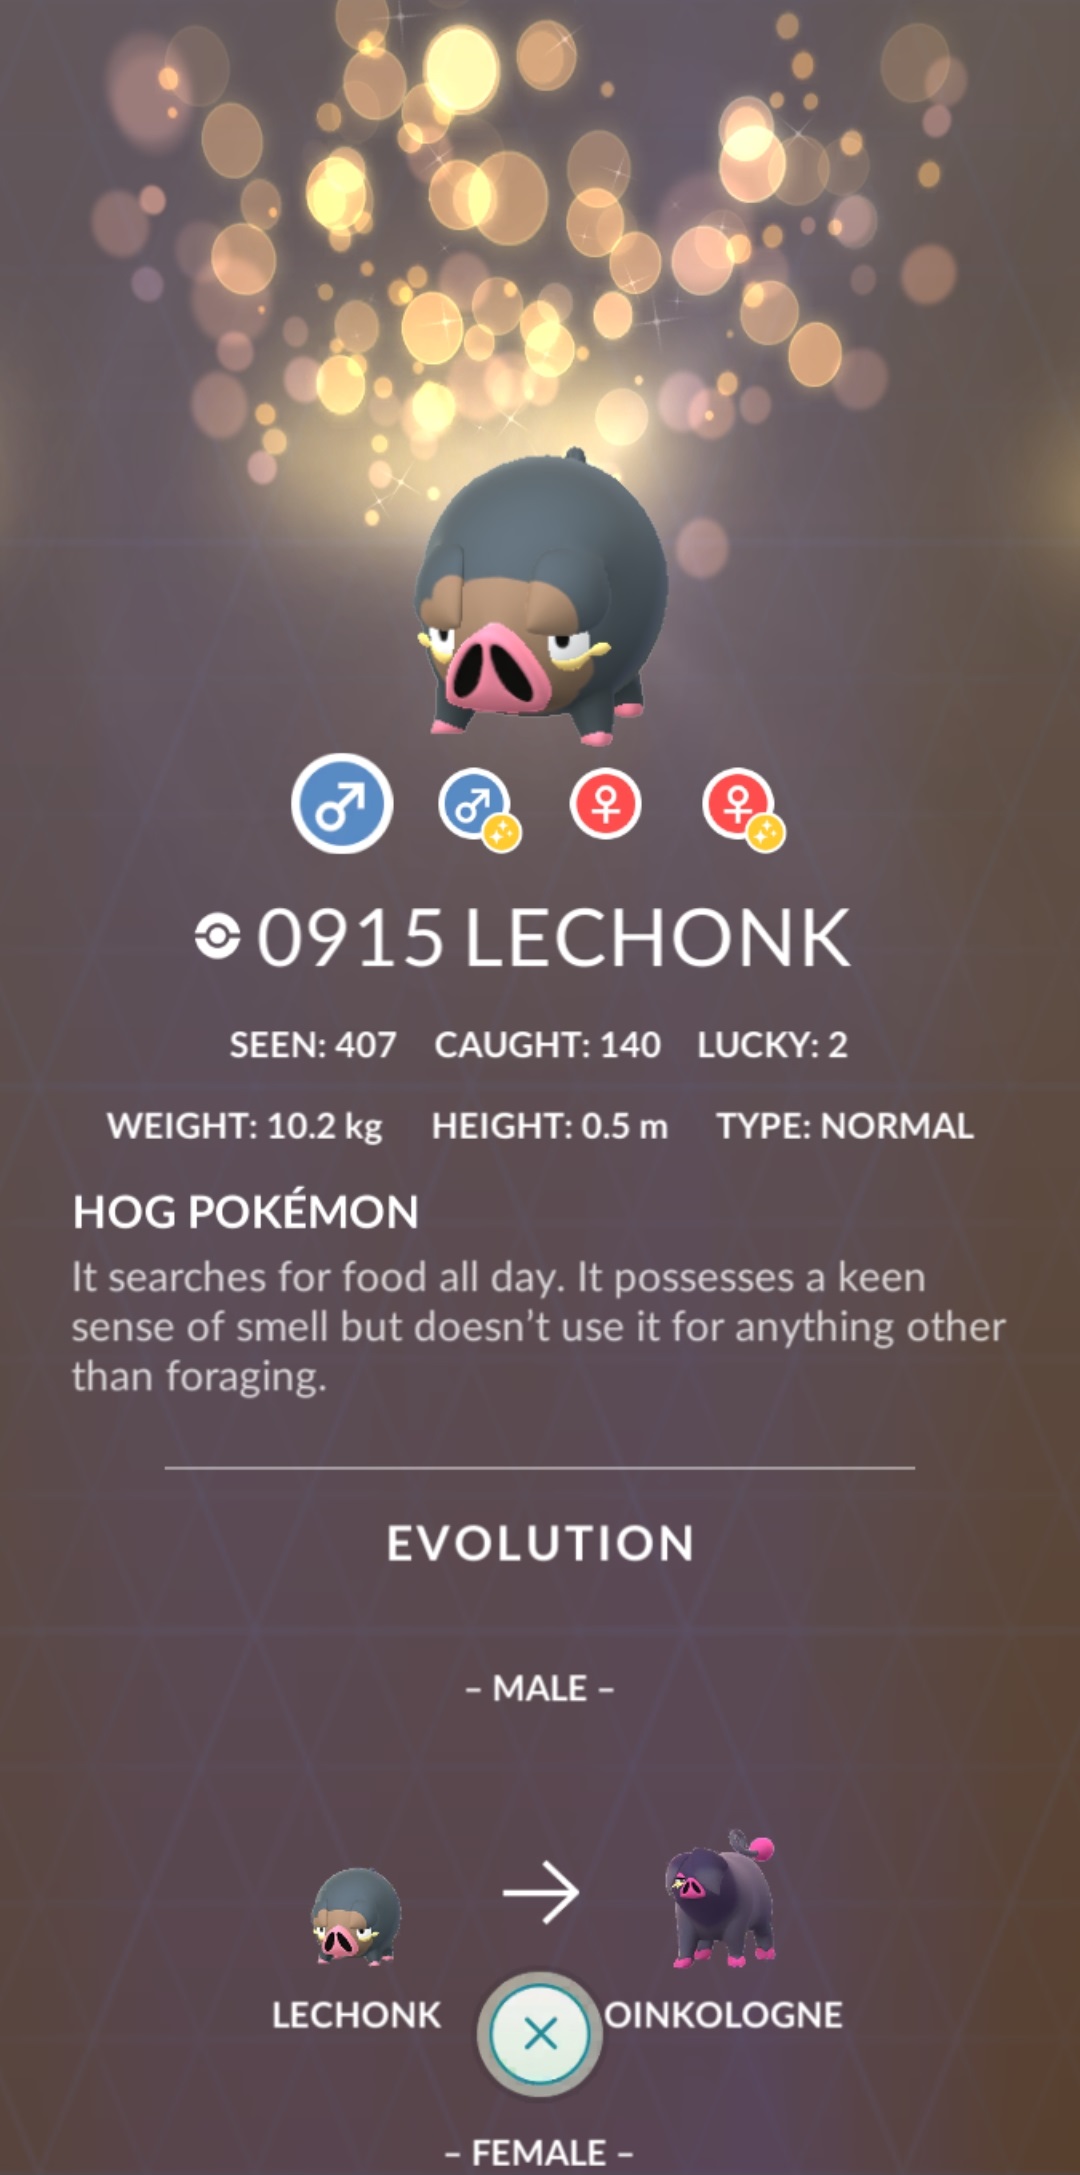 0915 LECHONK
SEEN: 407 CAUGHT: 140 LUCKY: 2
WEIGHT: 10.2 kg HEIGHT: 0.5 m TYPE: NORMAL
HOG POKÉMON
It searches for food all day. It possesses a keen
sense of smell but doesn’t use it for anything other
than foraging.
EVOLUTION
– MALE –
LECHONK OINKOLOGNE
– FEMALE –